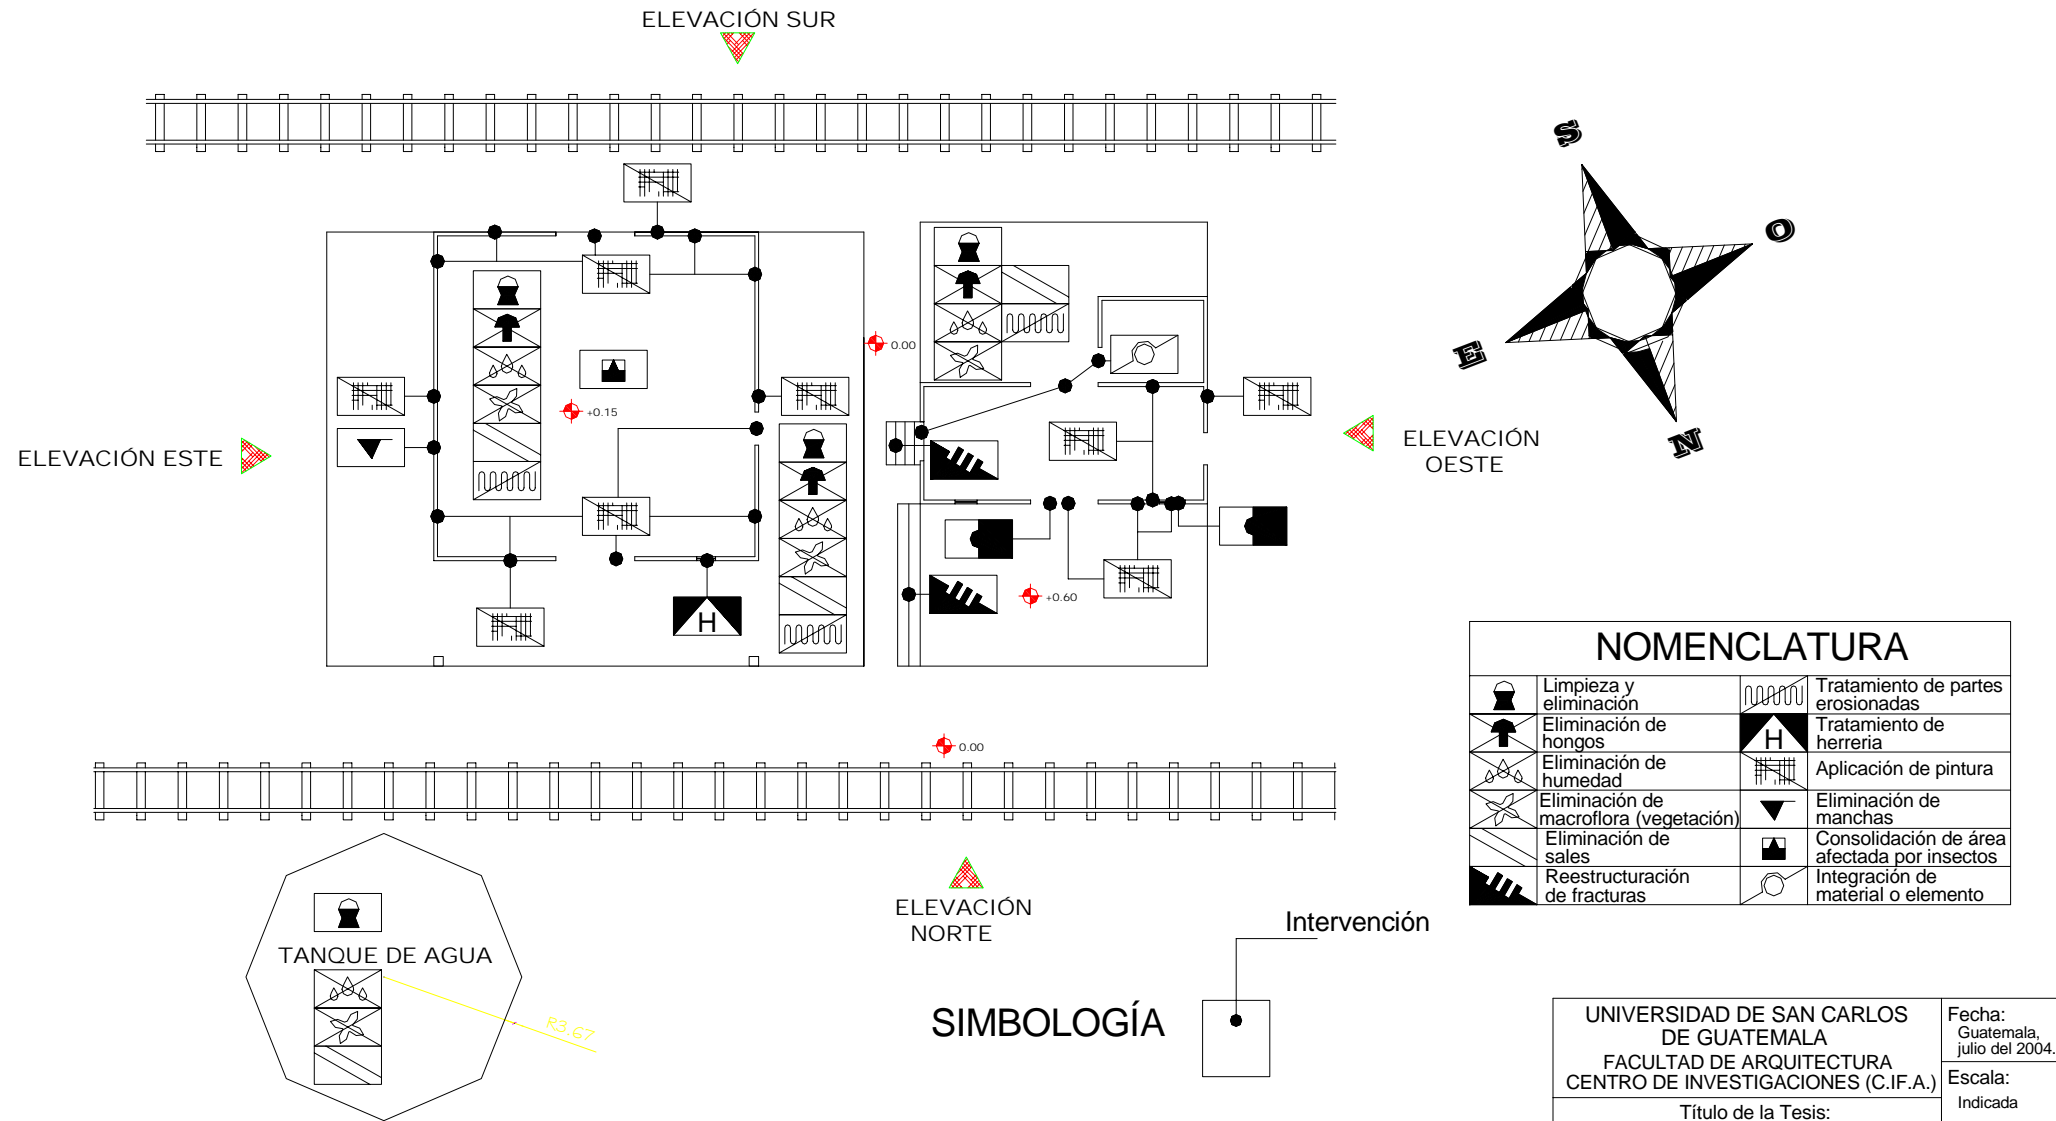 ELEVACIÓN SUR
S
O
E
N
0.00
+0.15
ELEVACIÓN ESTE
ELEVACIÓN
OESTE
H
+0.60
0.00
NOMENCLATURA
Limpieza y
eliminación
Tratamiento de partes
erosionadas
Eliminación de
hongos
H
Tratamiento de
herreria
Eliminación de
humedad
Aplicación de pintura
Eliminación de
macroflora (vegetación)
Eliminación de
manchas
Eliminación de
sales
Consolidación de área
afectada por insectos
Reestructuración
de fracturas
Integración de
material o elemento
ELEVACIÓN
NORTE
Intervención
TANQUE DE AGUA
R3.67
SIMBOLOGÍA
UNIVERSIDAD DE SAN CARLOS
DE GUATEMALA
FACULTAD DE ARQUITECTURA
CENTRO DE INVESTIGACIONES (C.IF.A.)
Título de la Tesis:
Fecha:
Guatemala,
julio del 2004.
Escala:
Indicada